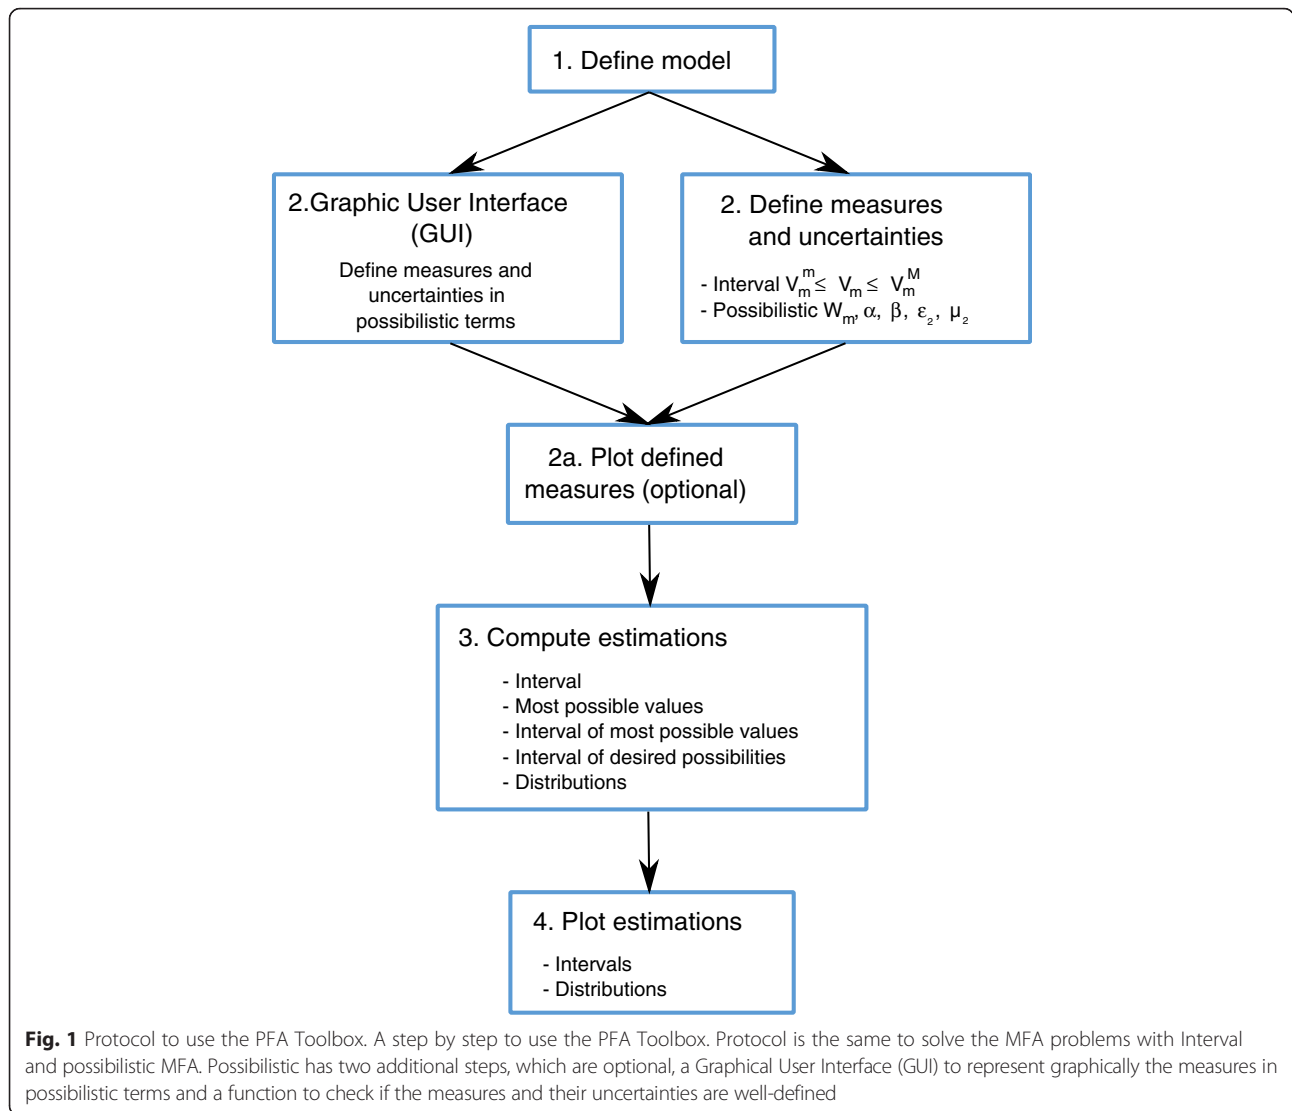 1. Define model
2.Graphic User Interface
(GUI)
Define measures and
uncertainties in
possibilistic terms
2. Define measures
and uncertainties
- Interval V_m^m ≤ V_m ≤ V_m^M
- Possibilistic W_m, α, β, ε_2, μ_2
2a. Plot defined
measures (optional)
3. Compute estimations
- Interval
- Most possible values
- Interval of most possible values
- Interval of desired possibilities
- Distributions
4. Plot estimations
- Intervals
- Distributions
Fig. 1 Protocol to use the PFA Toolbox. A step by step to use the PFA Toolbox. Protocol is the same to solve the MFA problems with Interval
and possibilistic MFA. Possibilistic has two additional steps, which are optional, a Graphical User Interface (GUI) to represent graphically the measures in
possibilistic terms and a function to check if the measures and their uncertainties are well-defined